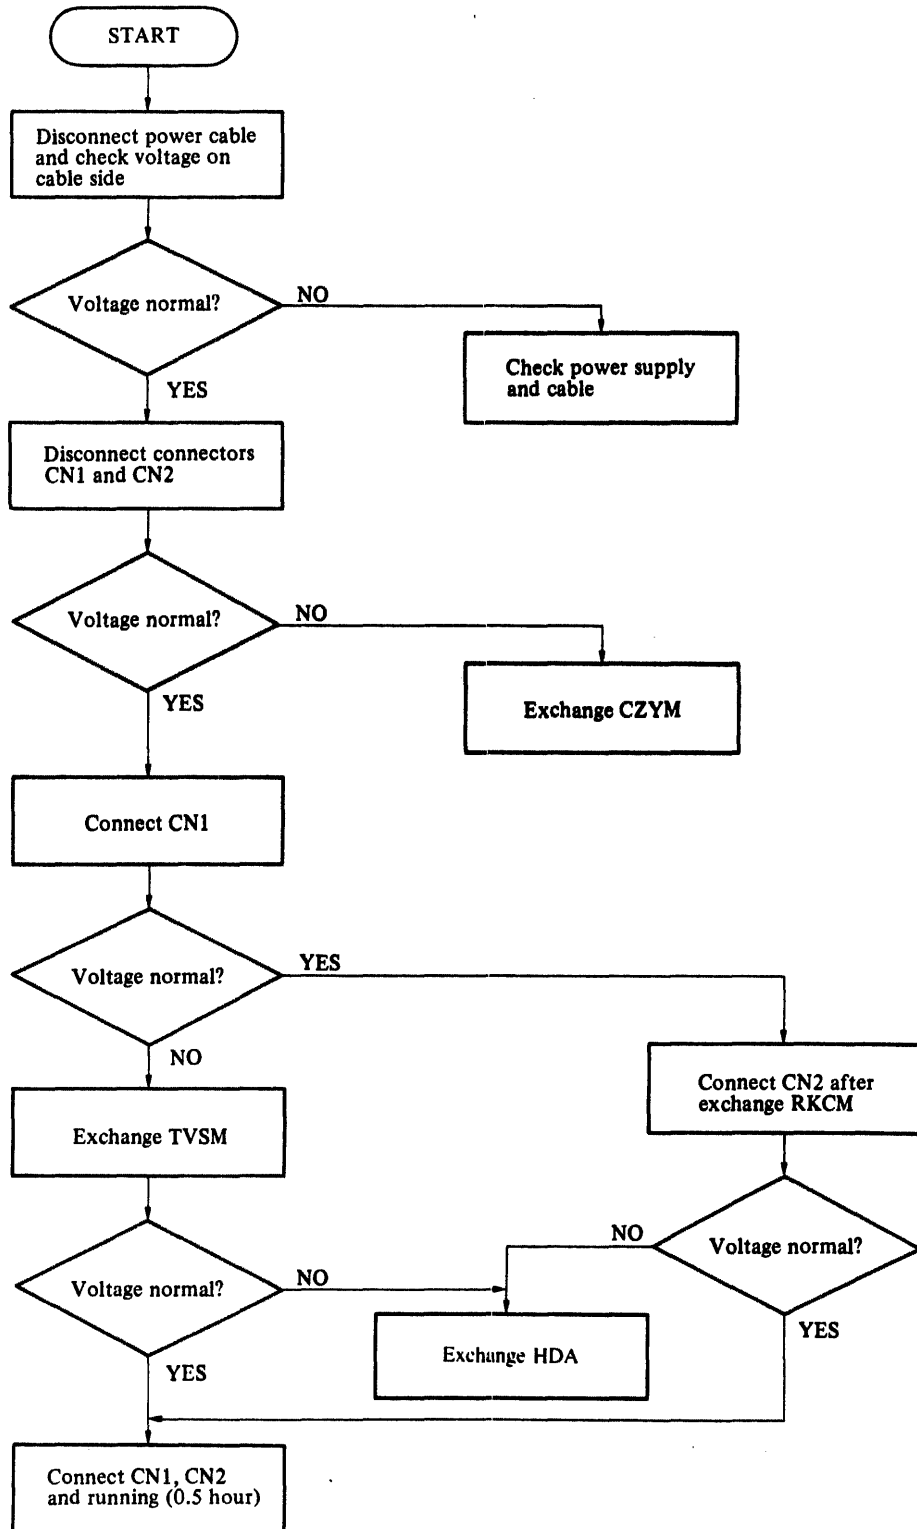 START
Disconnect power cable
and check voltage on
cable side
Voltage normal?
NO
Check power supply
and cable
YES
Disconnect connectors
CN1 and CN2
Voltage normal?
NO
Exchange CZYM
YES
Connect CN1
Voltage normal?
YES
NO
Connect CN2 after
exchange RKCM
Exchange TVSM
NO
Voltage normal?
Voltage normal?
NO
YES
Exchange HDA
YES
Connect CN1, CN2
and running (0.5 hour)